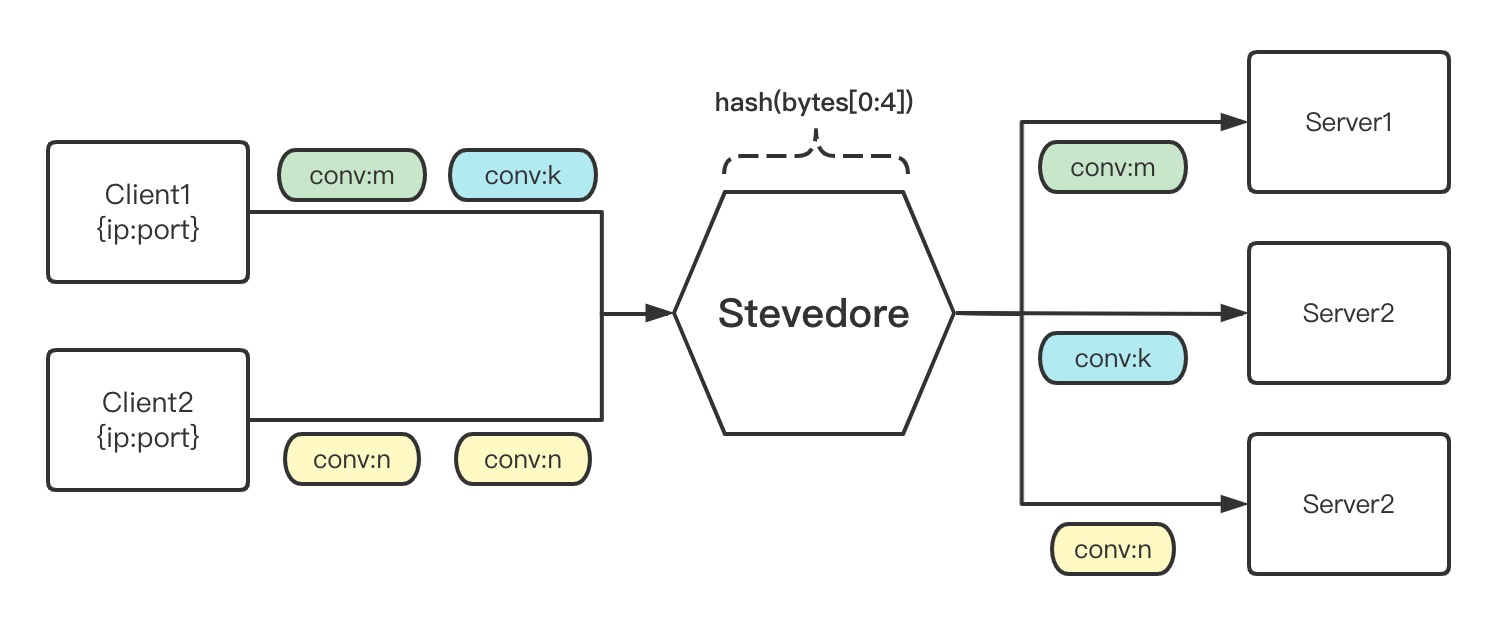 hash(bytes[0:4])
Client1
{ip:port}
conv:m
conv:k
Client2
{ip:port}
conv:n
conv:n
Stevedore
Server1
conv:m
Server2
conv:k
Server2
conv:n